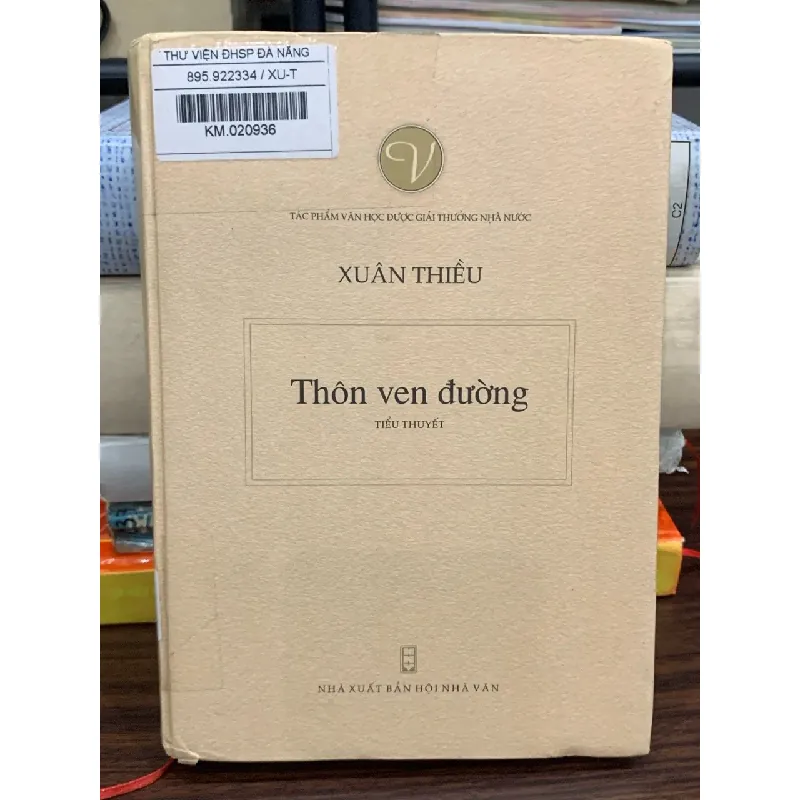 THƯ VIỆN ĐHSP ĐÀ NẴNG
895.922334 / XU-T
KM.020936
V
TÁC PHẨM VĂN HỌC ĐƯỢC GIẢI THƯỞNG NHÀ NƯỚC
XUÂN THIỀU
Thôn ven đường
TIỂU THUYẾT
NHÀ XUẤT BẢN HỘI NHÀ VĂN
C2